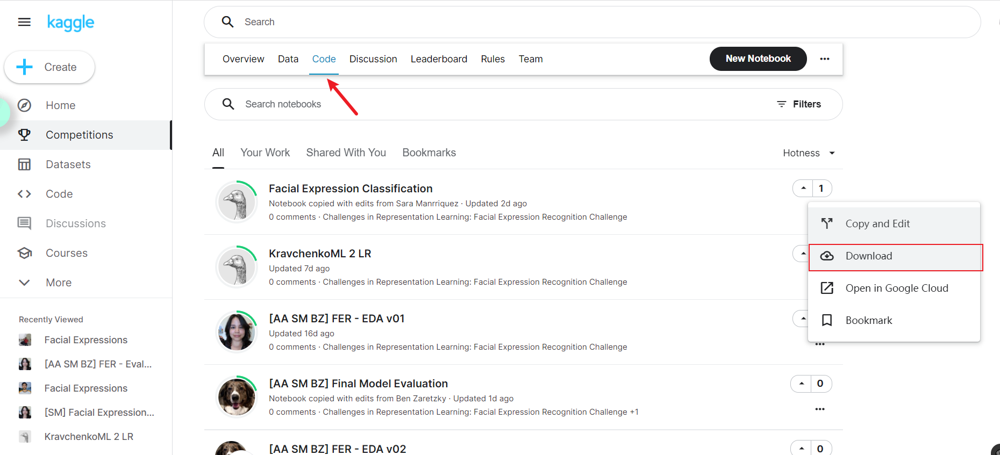 kaggle
Search
Overview Data Code Discussion Leaderboard Rules Team New Notebook
Create
Search notebooks Filters
Home
Competitions
Datasets
Code
Discussions
Courses
More
Recently Viewed
Facial Expressions
[AA SM BZ] FER - Eval...
Facial Expressions
[SM] Facial Expression...
KravchenkoML 2 LR
All Your Work Shared With You Bookmarks Hotness
Facial Expression Classification 1
Notebook copied with edits from Sara Manrriquez · Updated 2d ago
0 comments · Challenges in Representation Learning: Facial Expression Recognition Challenge
KravchenkoML 2 LR
Updated 7d ago
0 comments · Challenges in Representation Learning: Facial Expression Recognition Challenge
[AA SM BZ] FER - EDA v01
Updated 16d ago
0 comments · Challenges in Representation Learning: Facial Expression Recognition Challenge
[AA SM BZ] Final Model Evaluation 0
Notebook copied with edits from Ben Zaretzky · Updated 1d ago
0 comments · Challenges in Representation Learning: Facial Expression Recognition Challenge +1
[AA SM BZ] FER - EDA v02 0
Copy and Edit
Download
Open in Google Cloud
Bookmark